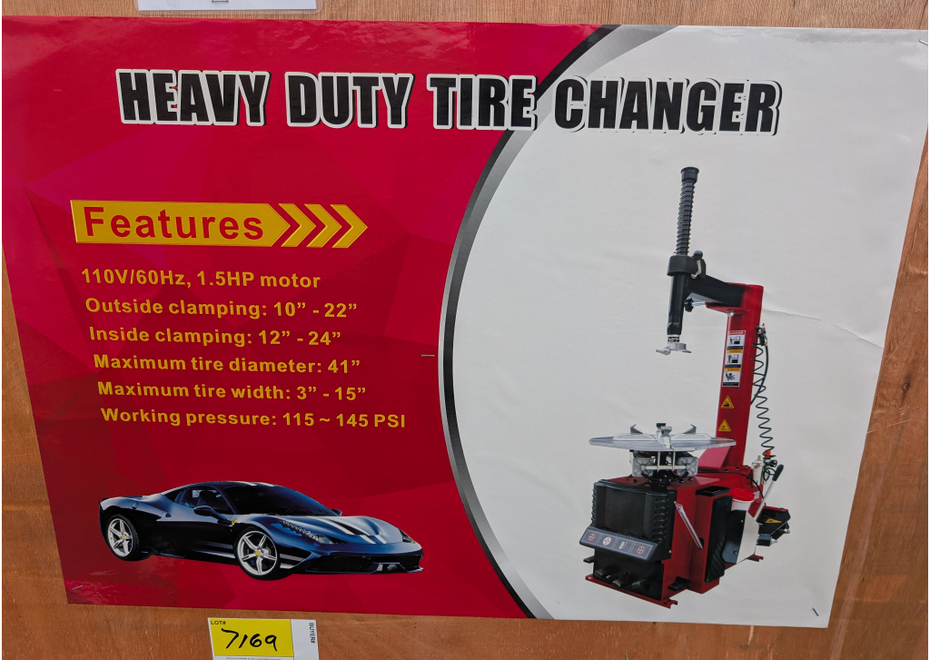 HEAVY DUTY TIRE CHANGER
Features
110V/60Hz, 1.5HP motor
Outside clamping: 10” - 22”
Inside clamping: 12” - 24”
Maximum tire diameter: 41”
Maximum tire width: 3” - 15”
Working pressure: 115 ~ 145 PSI
LOT#
7169
BUYER#